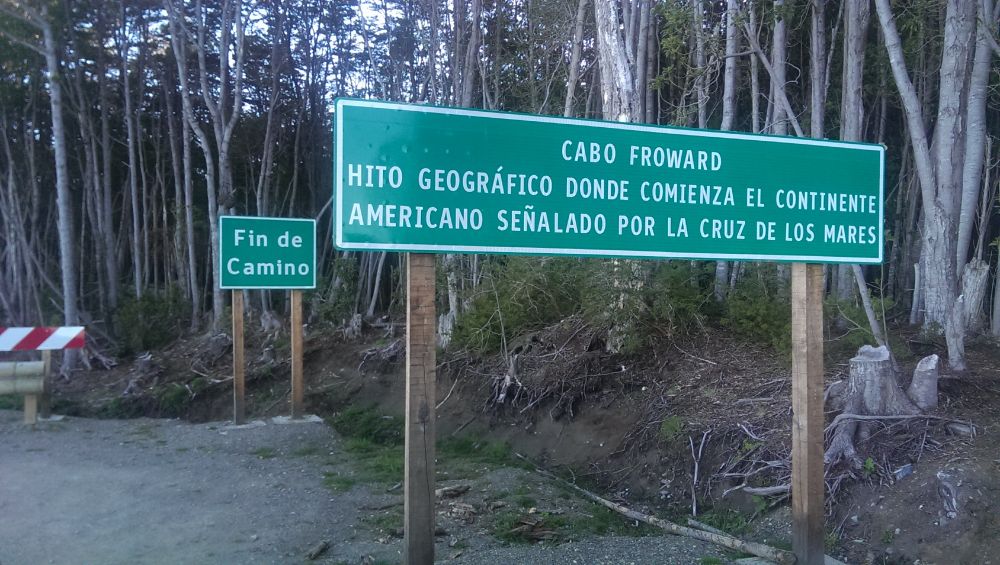 CABO FROWARD
HITO GEOGRÁFICO DONDE COMIENZA EL CONTINENTE
AMERICANO SEÑALADO POR LA CRUZ DE LOS MARES
Fin de
Camino